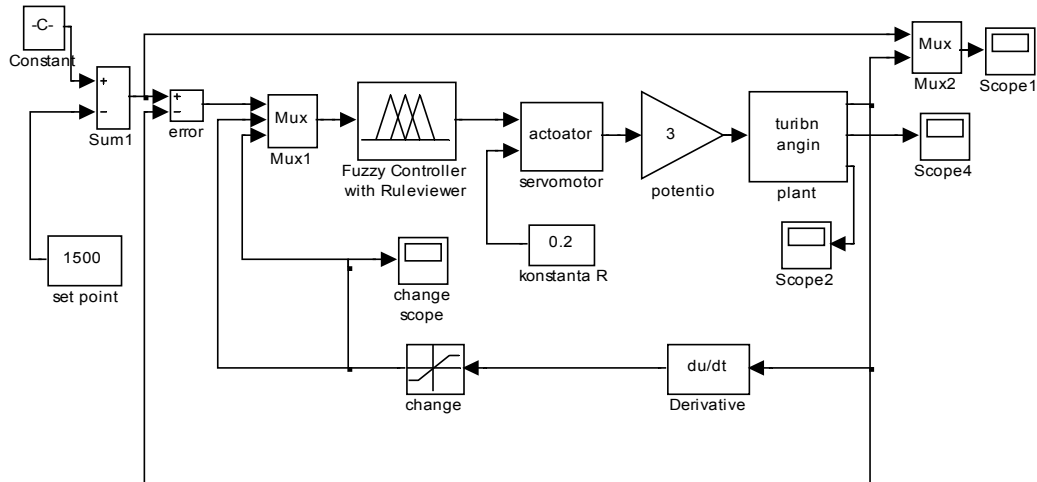 -C-
Constant
+
−
Sum1
+
−
error
Mux
Mux1
Fuzzy Controller
with Ruleviewer
actoator
servomotor
3
potentio
turibn
angin
plant
Mux
Mux2
Scope1
Scope4
Scope2
1500
set point
change
scope
0.2
konstanta R
change
du/dt
Derivative